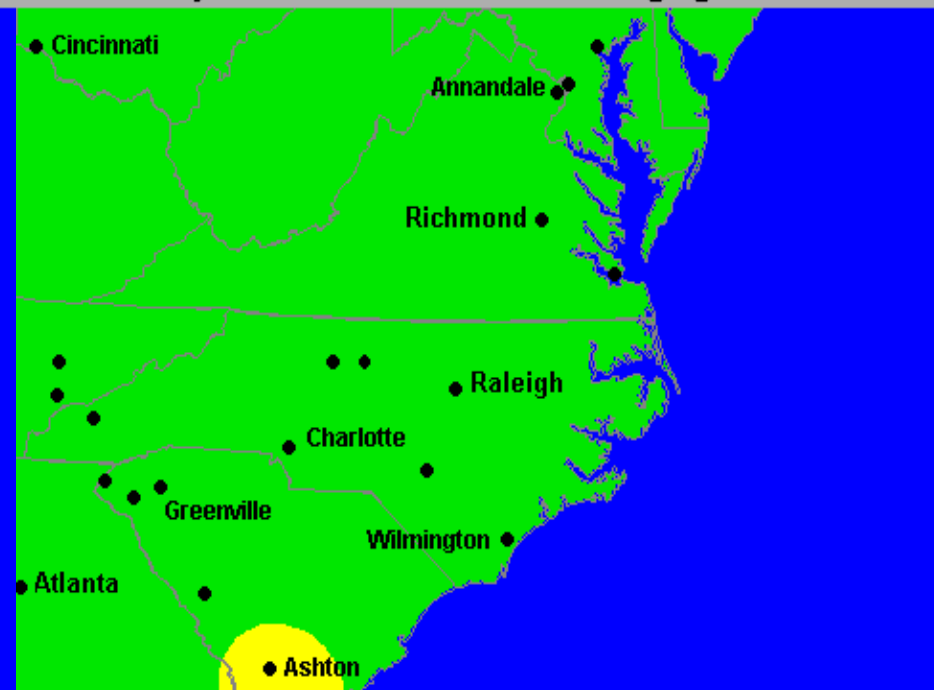 Cincinnati
Annandale
Richmond
Raleigh
Charlotte
Greenville
Wilmington
Atlanta
Ashton